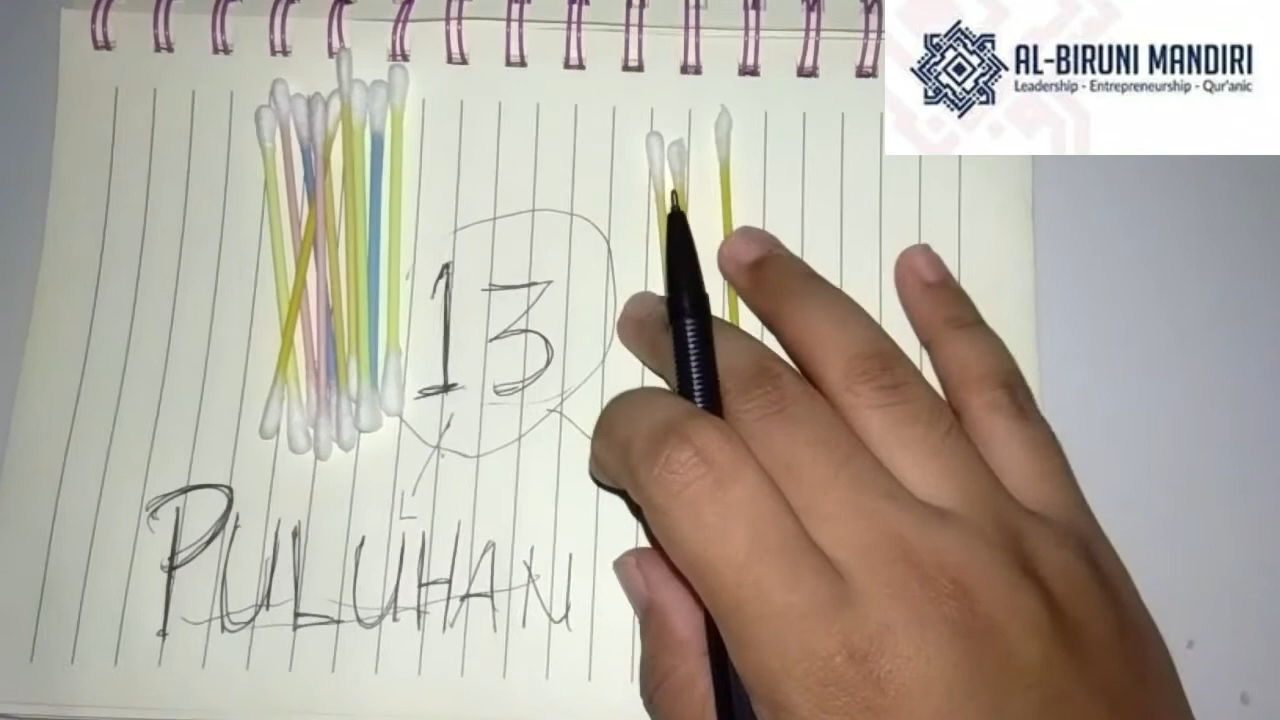 AL-BIRUNI MANDIRI
Leadership - Entrepreneurship - Qur'anic
13
PULUHAN